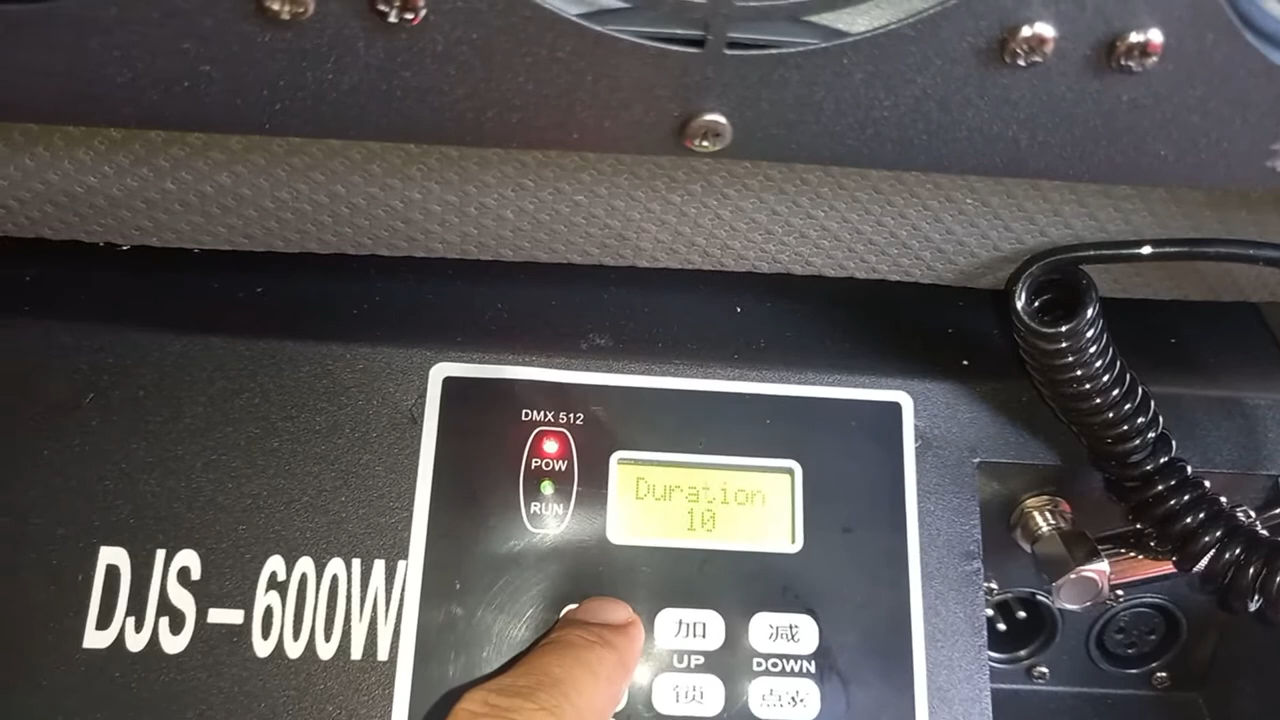 DMX 512
POW
RUN
Duration
10
DJS-600W
加 减
UP DOWN
锁